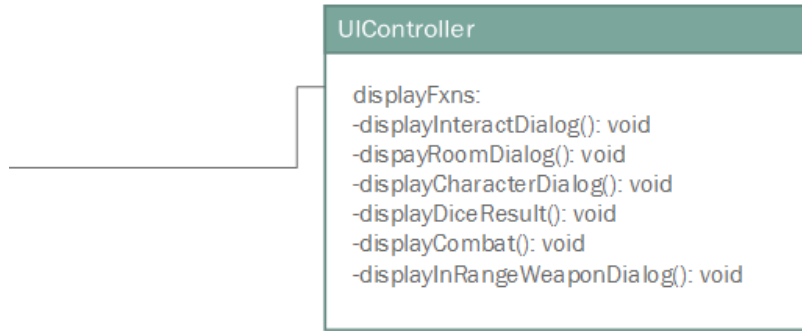 UIController
displayFxns:
-displayInteractDialog(): void
-dispayRoomDialog(): void
-displayCharacterDialog(): void
-displayDiceResult(): void
-displayCombat(): void
-displayInRangeWeaponDialog(): void